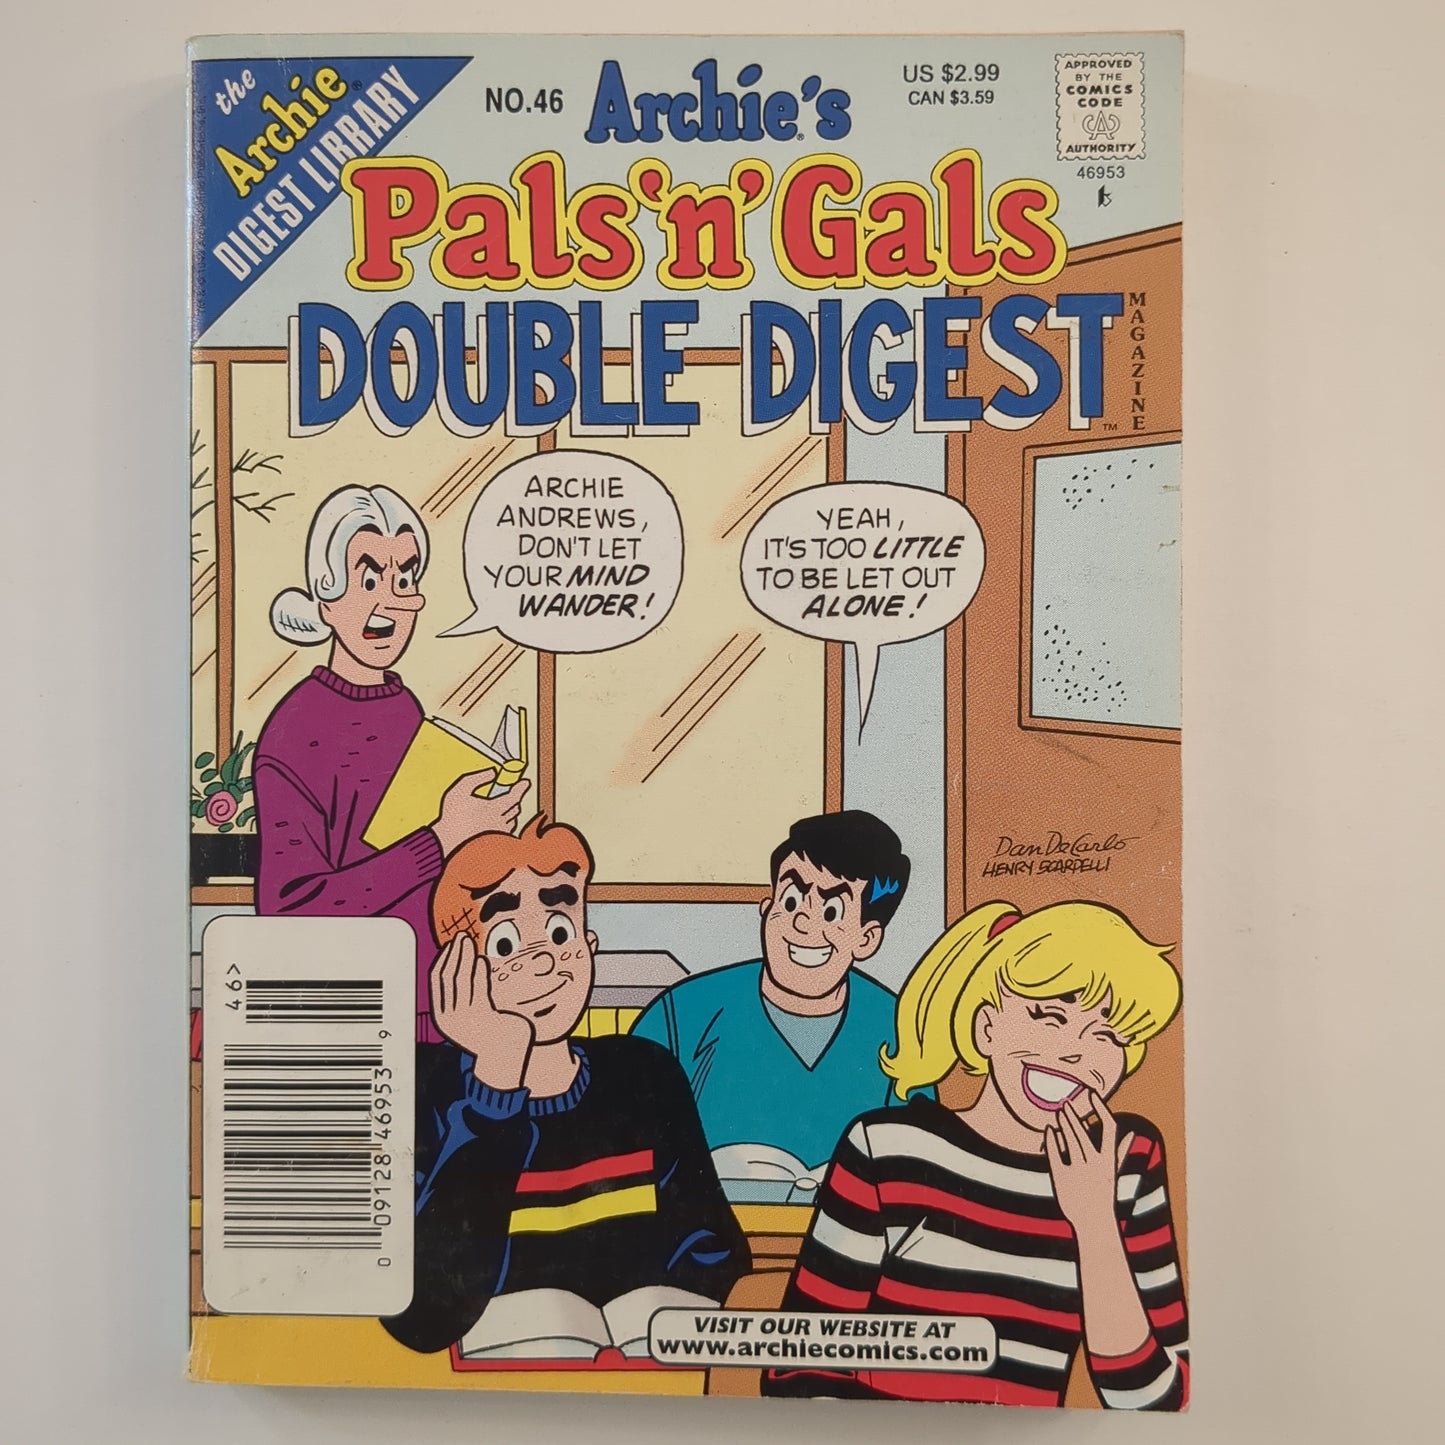 the
Archie®
DIGEST LIBRARY
NO.46
Archie's®
US $2.99
CAN $3.59
APPROVED
BY THE
COMICS
CODE
CA
AUTHORITY
46953
Pals 'n' Gals
DOUBLE DIGEST™
MAGAZINE
ARCHIE
ANDREWS,
DON'T LET
YOUR MIND
WANDER!
YEAH,
IT'S TOO LITTLE
TO BE LET OUT
ALONE!
Dan DeCarlo
HENRY SCARPELLI
46>
0 09128 46953 9
VISIT OUR WEBSITE AT
www.archiecomics.com